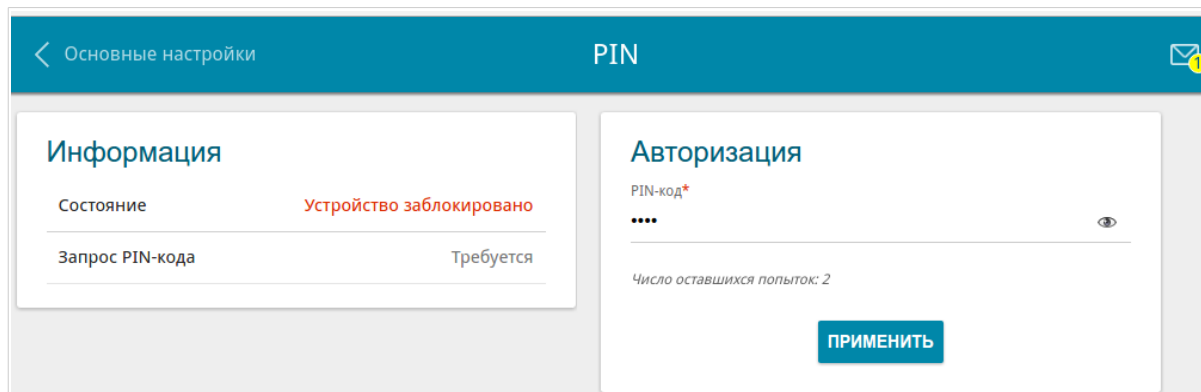 Основные настройки
PIN
1
Информация
Состояние
Устройство заблокировано
Запрос PIN-кода
Требуется
Авторизация
PIN-код*
••••
Число оставшихся попыток: 2
ПРИМЕНИТЬ